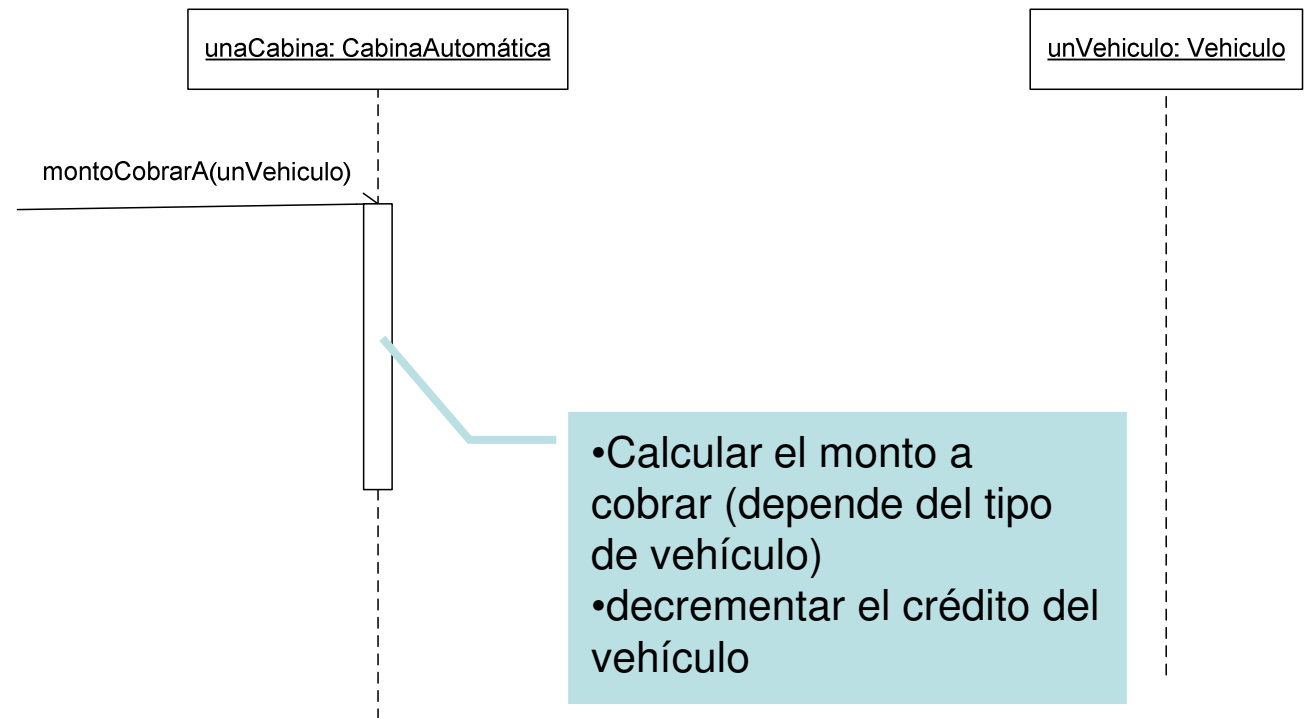 unaCabina: CabinaAutomática
unVehiculo: Vehiculo
montoCobrarA(unVehiculo)
•Calcular el monto a
cobrar (depende del tipo
de vehículo)
•decrementar el crédito del
vehículo